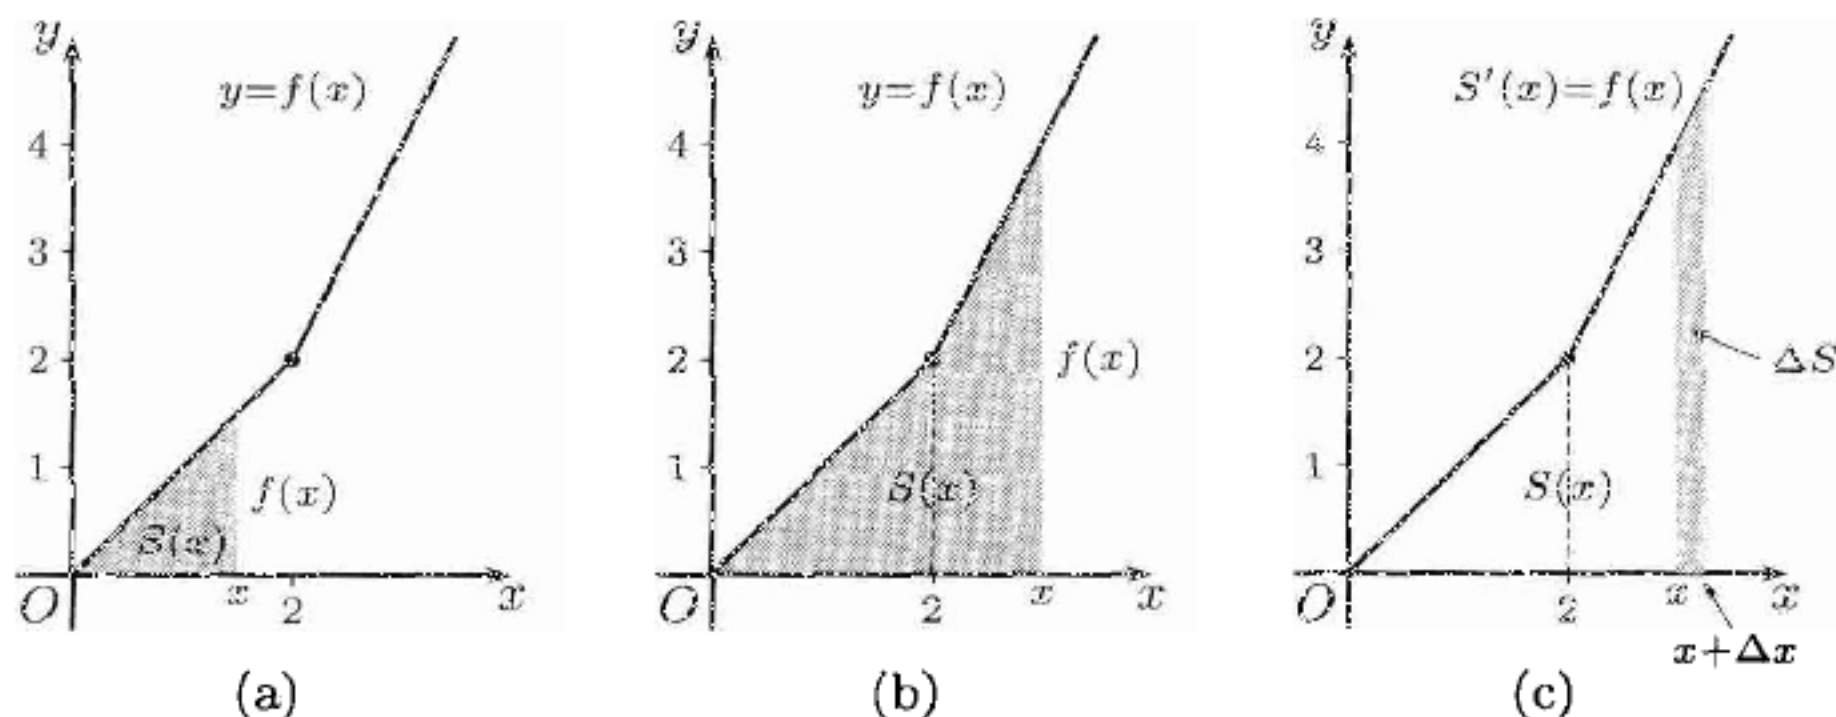 y
y=f(x)
4
3
2
1
f(x)
S(x)
O
x
2
x
(a)
y
y=f(x)
4
3
2
1
f(x)
S(x)
O
2
x
x
(b)
y
S'(x)=f(x)
4
3
2
1
ΔS
S(x)
O
2
x
x
x+Δx
(c)